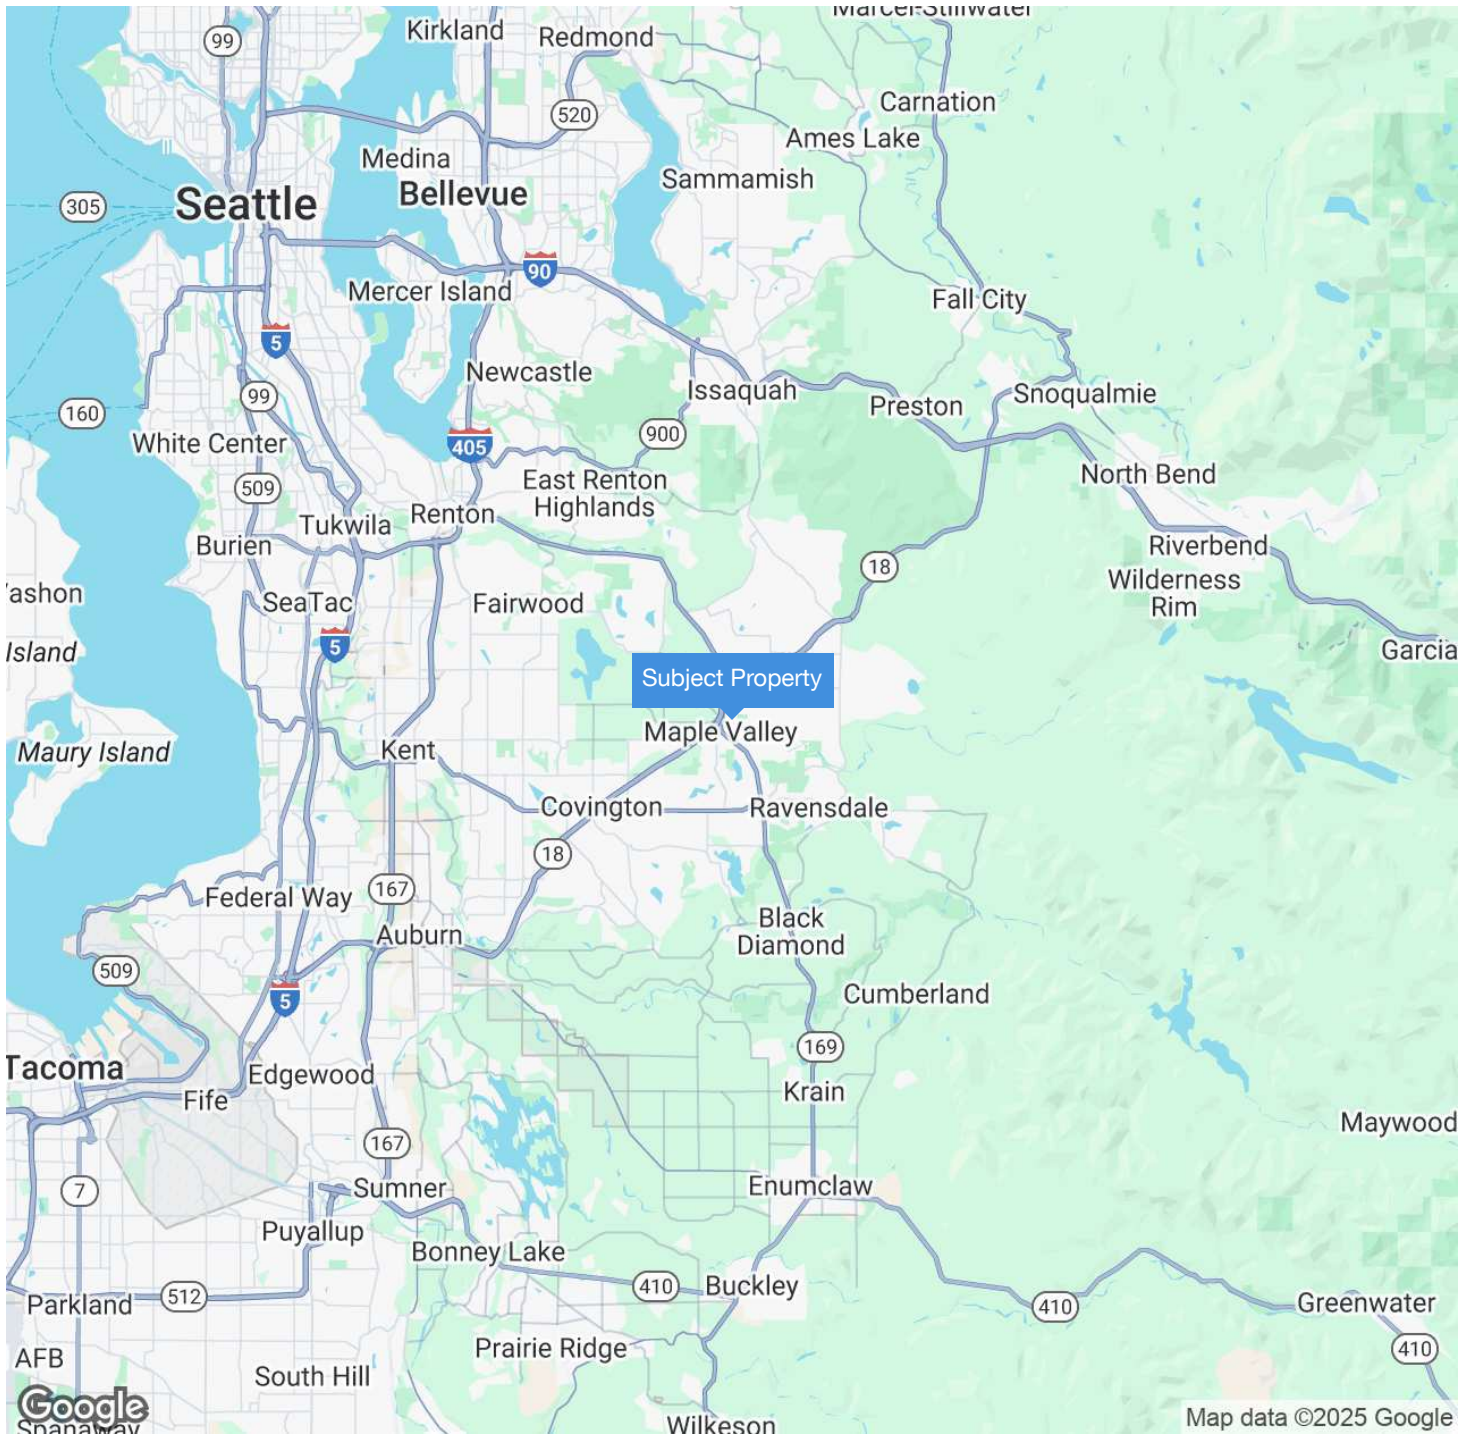 Marcel-Stillwater
99
Kirkland
Redmond
520
Carnation
Ames Lake
Medina
Sammamish
Bellevue
Seattle
305
90
Mercer Island
Fall City
5
Newcastle
Issaquah
Snoqualmie
99
Preston
160
White Center
900
405
North Bend
East Renton
Highlands
509
Renton
Tukwila
Burien
Riverbend
18
Wilderness
Rim
ashon
Island
SeaTac
Fairwood
5
Garcia
Subject Property
Maple Valley
Maury Island
Kent
Covington
Ravensdale
18
Federal Way
167
Black
Diamond
Auburn
509
5
Cumberland
169
Tacoma
Edgewood
Fife
Krain
Maywood
167
7
Sumner
Enumclaw
Puyallup
Bonney Lake
410
Buckley
512
Parkland
410
Greenwater
Prairie Ridge
410
AFB
South Hill
Google
Spanaway
Wilkeson
Map data ©2025 Google